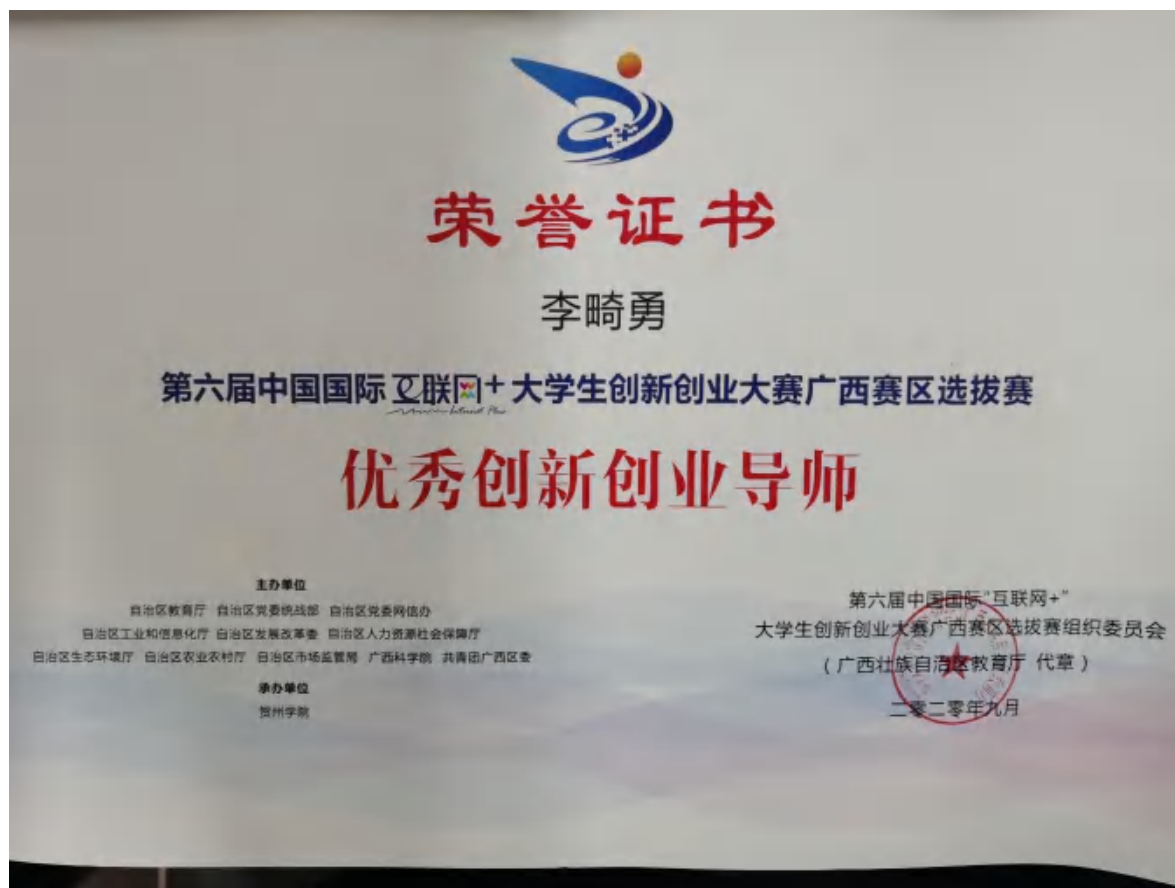 荣誉证书
李畸勇
第六届中国国际互联网+大学生创新创业大赛广西赛区选拔赛
Internet Plus
优秀创新创业导师
主办单位
自治区教育厅 自治区党委统战部 自治区党委网信办
自治区工业和信息化厅 自治区发展改革委 自治区人力资源社会保障厅
自治区生态环境厅 自治区农业农村厅 自治区市场监管局 广西科学院 共青团广西区委
承办单位
贺州学院
第六届中国国际“互联网+”
大学生创新创业大赛广西赛区选拔赛组织委员会
（广西壮族自治区教育厅 代章）
二零二零年九月